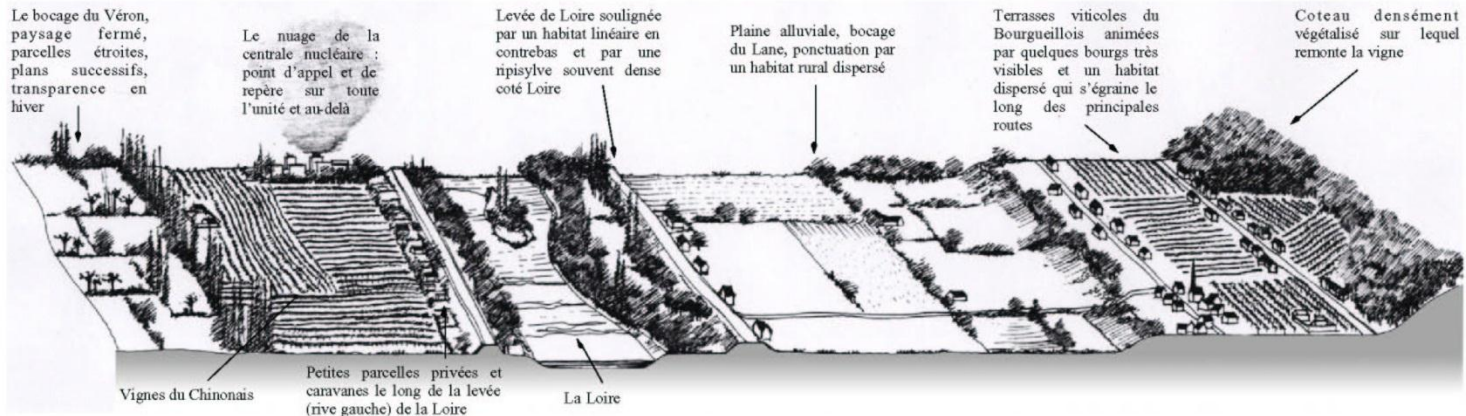 Le bocage du Véron,
paysage fermé,
parcelles étroites,
plans successifs,
transparence en
hiver
Le nuage de la
centrale nucléaire :
point d'appel et de
repère sur toute
l'unité et au-delà
Levée de Loire soulignée
par un habitat linéaire en
contrebas et par une
ripisylve souvent dense
coté Loire
Plaine alluviale, bocage
du Lane, ponctuation par
un habitat rural dispersé
Terrasses viticoles du
Bourgueillois animées
par quelques bourgs très
visibles et un habitat
dispersé qui s'égraine le
long des principales
routes
Coteau densément
végétalisé sur lequel
remonte la vigne
Vignes du Chinonais
Petites parcelles privées et
caravanes le long de la levée
(rive gauche) de la Loire
La Loire